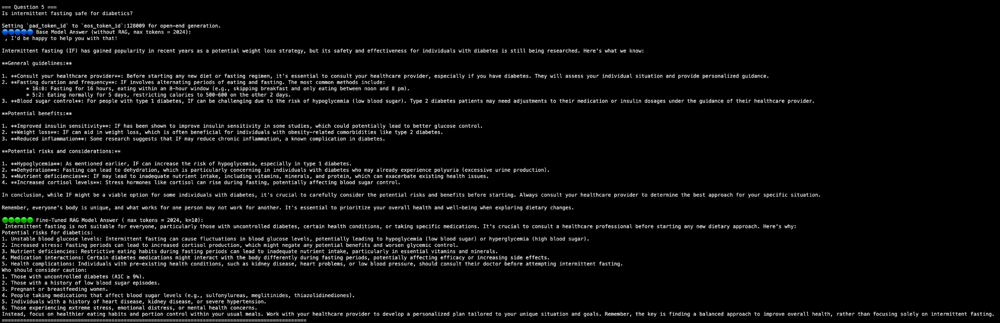 === Question 5 ===
Is intermittent fasting safe for diabetics?
Setting `pad_token_id` to `eos_token_id`:128009 for open-end generation.
🔵🔵🔵🔵🔵 Base Model Answer (without RAG, max tokens = 2024):
, I'd be happy to help you with that!
Intermittent fasting (IF) has gained popularity in recent years as a potential weight loss strategy, but its safety and effectiveness for individuals with diabetes is still being researched. Here's what we know:
**General guidelines:**
1. **Consult your healthcare provider**: Before starting any new diet or fasting regimen, it's essential to consult your healthcare provider, especially if you have diabetes. They will assess your individual situation and provide personalized guidance.
2. **Fasting duration and frequency**: IF involves alternating periods of eating and fasting. The most common methods include:
* 16:8: Fasting for 16 hours, eating within an 8-hour window (e.g., skipping breakfast and only eating between noon and 8 pm).
* 5:2: Eating normally for 5 days, restricting calories to 500-600 on the other 2 days.
3. **Blood sugar control**: For people with type 1 diabetes, IF can be challenging due to the risk of hypoglycemia (low blood sugar). Type 2 diabetes patients may need adjustments to their medication or insulin dosages under the guidance of their healthcare provider.
**Potential benefits:**
1. **Improved insulin sensitivity**: IF has been shown to improve insulin sensitivity in some studies, which could potentially lead to better glucose control.
2. **Weight loss**: IF can aid in weight loss, which is often beneficial for individuals with obesity-related comorbidities like type 2 diabetes.
3. **Reduced inflammation**: Some research suggests that IF may reduce chronic inflammation, a known complication in diabetes.
**Potential risks and considerations:**
1. **Hypoglycemia**: As mentioned earlier, IF can increase the risk of hypoglycemia, especially in type 1 diabetes.
2. **Dehydration**: Fasting can lead to dehydration, which is particularly concerning in individuals with diabetes who may already experience polyuria (excessive urine production).
3. **Nutrient deficiencies**: IF may lead to inadequate nutrient intake, including vitamins, minerals, and protein, which can exacerbate existing health issues.
4. **Increased cortisol levels**: Stress hormones like cortisol can rise during fasting, potentially affecting blood sugar control.
In conclusion, while IF might be a viable option for some individuals with diabetes, it's crucial to carefully consider the potential risks and benefits before starting. Always consult your healthcare provider to determine the best approach for your specific situation.
Remember, everyone's body is unique, and what works for one person may not work for another. It's essential to prioritize your overall health and well-being when exploring dietary changes.
🟢🟢🟢🟢🟢 Fine-Tuned RAG Model Answer ( max tokens = 2024, k=10):
Intermittent fasting is not suitable for everyone, particularly those with uncontrolled diabetes, certain health conditions, or taking specific medications. It's crucial to consult a healthcare professional before starting any new dietary approach. Here's why:
Potential risks for diabetics:
1. Unstable blood glucose levels: Intermittent fasting can cause fluctuations in blood glucose levels, potentially leading to hypoglycemia (low blood sugar) or hyperglycemia (high blood sugar).
2. Increased stress: Fasting periods can lead to increased cortisol production, which might negate any potential benefits and worsen glycemic control.
3. Nutrient deficiencies: Restrictive eating habits during fasting periods can lead to inadequate nutrient intake, particularly in essential vitamins and minerals.
4. Medication interactions: Certain diabetes medications might interact with the body differently during fasting periods, potentially affecting efficacy or increasing side effects.
5. Health complications: Individuals with pre-existing health conditions, such as kidney disease, heart problems, or low blood pressure, should consult their doctor before attempting intermittent fasting.
Who should consider caution:
1. Those with uncontrolled diabetes (A1C ≥ 9%).
2. Those with a history of low blood sugar episodes.
3. Pregnant or breastfeeding women.
4. People taking medications that affect blood sugar levels (e.g., sulfonylureas, meglitinides, thiazolidinediones).
5. Individuals with a history of heart disease, kidney disease, or severe hypertension.
6. Those experiencing extreme stress, emotional distress, or mental health concerns.
Instead, focus on healthier eating habits and portion control within your usual meals. Work with your healthcare provider to develop a personalized plan tailored to your unique situation and goals. Remember, the key is finding a balanced approach to improve overall health, rather than focusing solely on intermittent fasting.
====================================================================================================